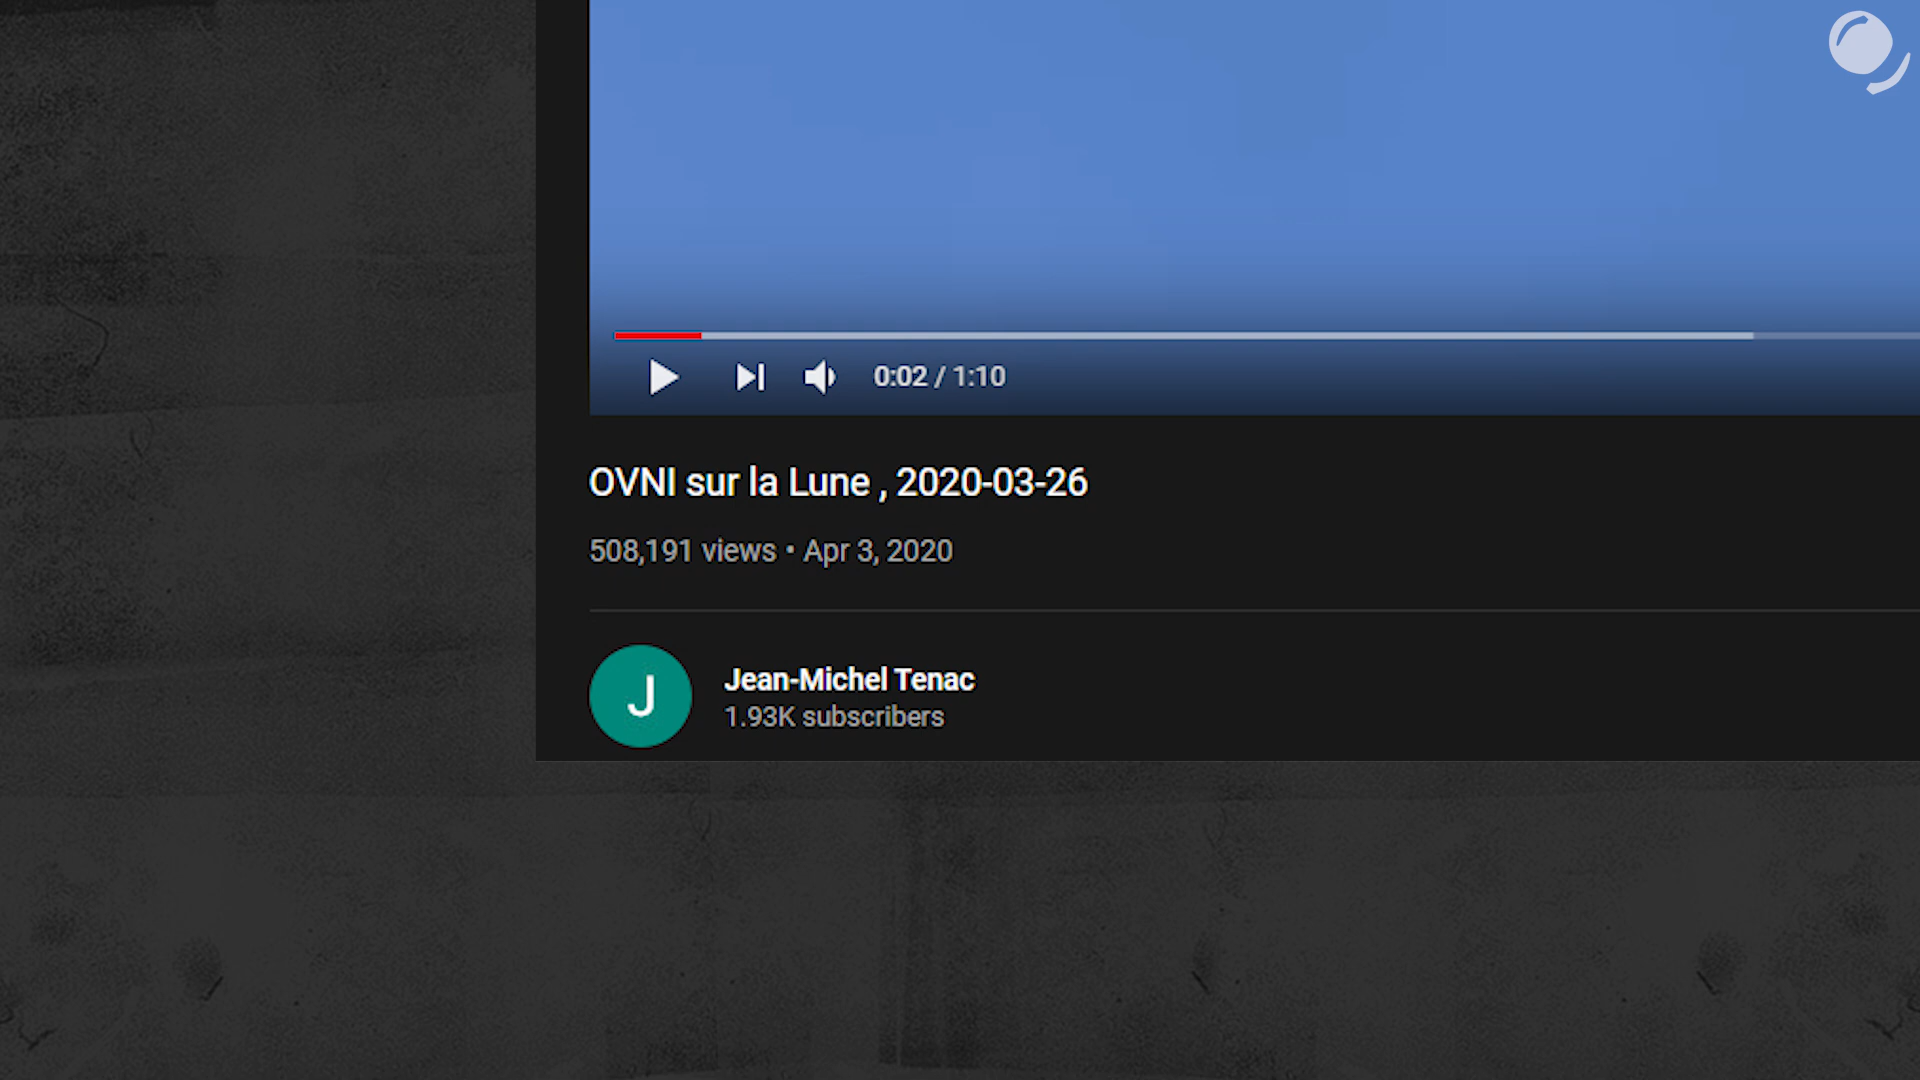 0:02 / 1:10
OVNI sur la Lune , 2020-03-26
508,191 views • Apr 3, 2020
J
Jean-Michel Tenac
1.93K subscribers